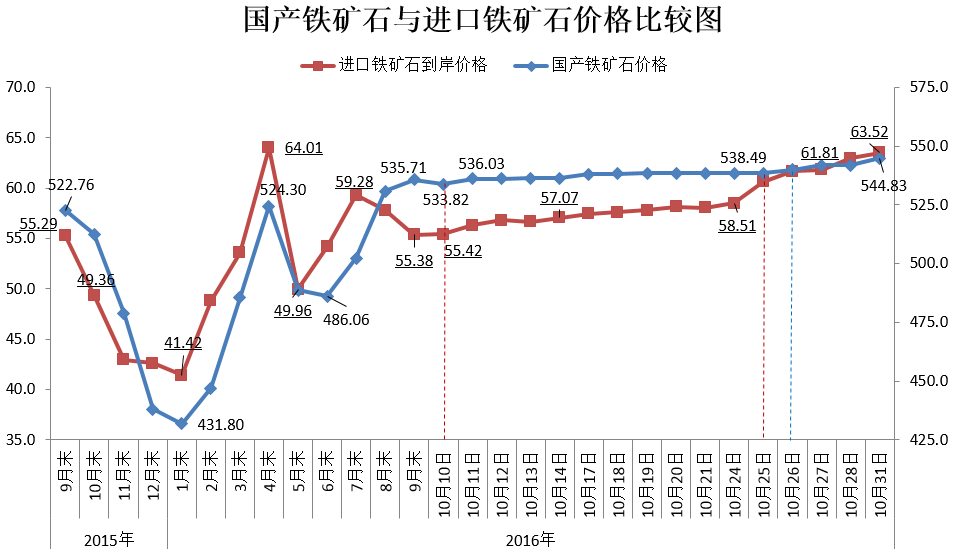 国产铁矿石与进口铁矿石价格比较图
进口铁矿石到岸价格 国产铁矿石价格
70.0
65.0
60.0
55.0
50.0
45.0
40.0
35.0
575.0
550.0
525.0
500.0
475.0
450.0
425.0
522.76
55.29
49.36
41.42
431.80
64.01
524.30
49.96
486.06
59.28
535.71
55.38
533.82
55.42
536.03
57.07
538.49
58.51
61.81
63.52
544.83
9月末
10月末
11月末
12月末
1月末
2月末
3月末
4月末
5月末
6月末
7月末
8月末
9月末
10月10日
10月11日
10月12日
10月13日
10月14日
10月17日
10月18日
10月19日
10月20日
10月21日
10月24日
10月25日
10月26日
10月27日
10月28日
10月31日
2015年 2016年